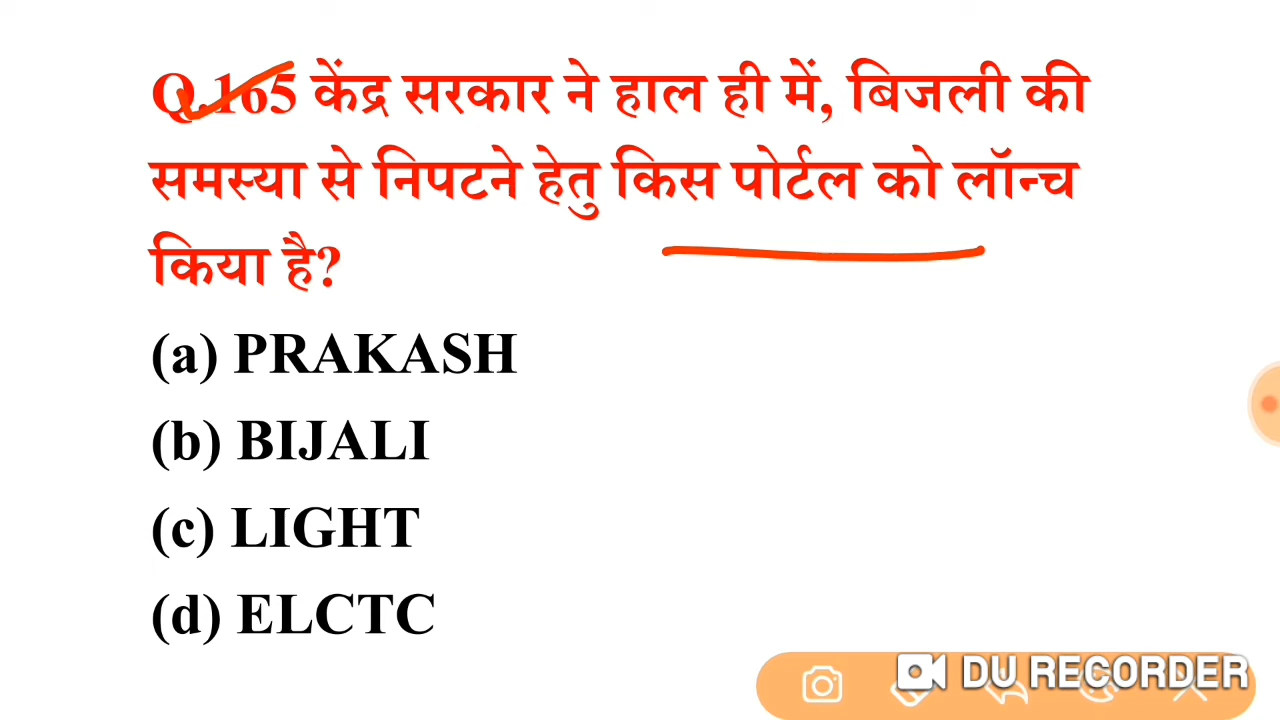 Q.165 केंद्र सरकार ने हाल ही में, बिजली की
समस्या से निपटने हेतु किस पोर्टल को लॉन्च
किया है?
(a) PRAKASH
(b) BIJALI
(c) LIGHT
(d) ELCTC
DU RECORDER